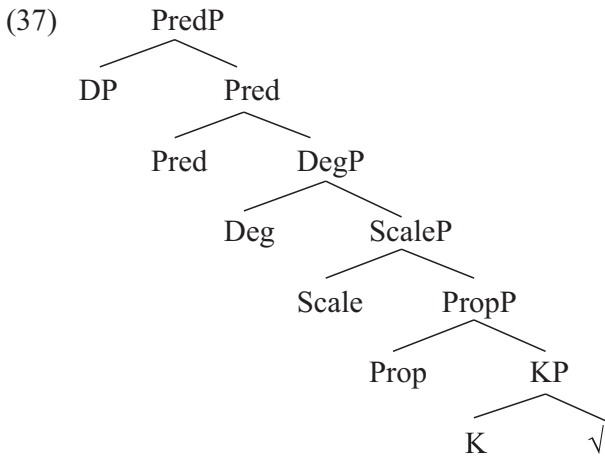 (37) PredP
DP Pred
Pred DegP
Deg ScaleP
Scale PropP
Prop KP
K √